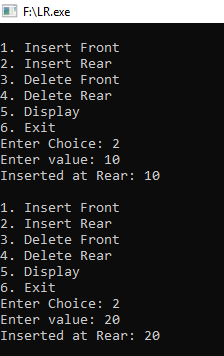 F:\LR.exe
1. Insert Front
2. Insert Rear
3. Delete Front
4. Delete Rear
5. Display
6. Exit
Enter Choice: 2
Enter value: 10
Inserted at Rear: 10
1. Insert Front
2. Insert Rear
3. Delete Front
4. Delete Rear
5. Display
6. Exit
Enter Choice: 2
Enter value: 20
Inserted at Rear: 20